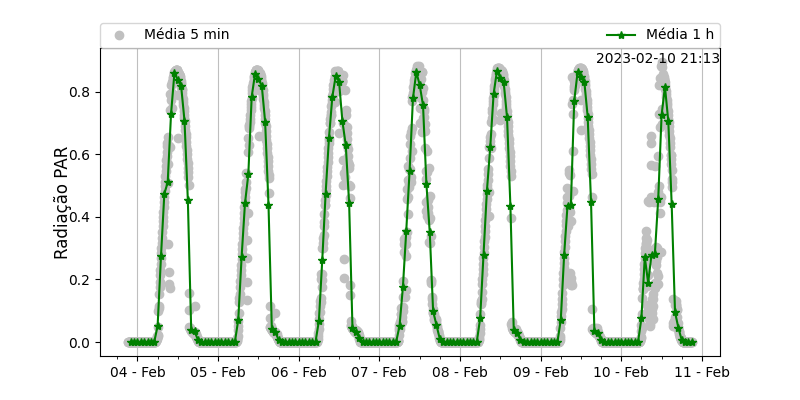 Média 5 min
Média 1 h
2023-02-10 21:13
Radiação PAR
0.8
0.6
0.4
0.2
0.0
04 - Feb
05 - Feb
06 - Feb
07 - Feb
08 - Feb
09 - Feb
10 - Feb
11 - Feb